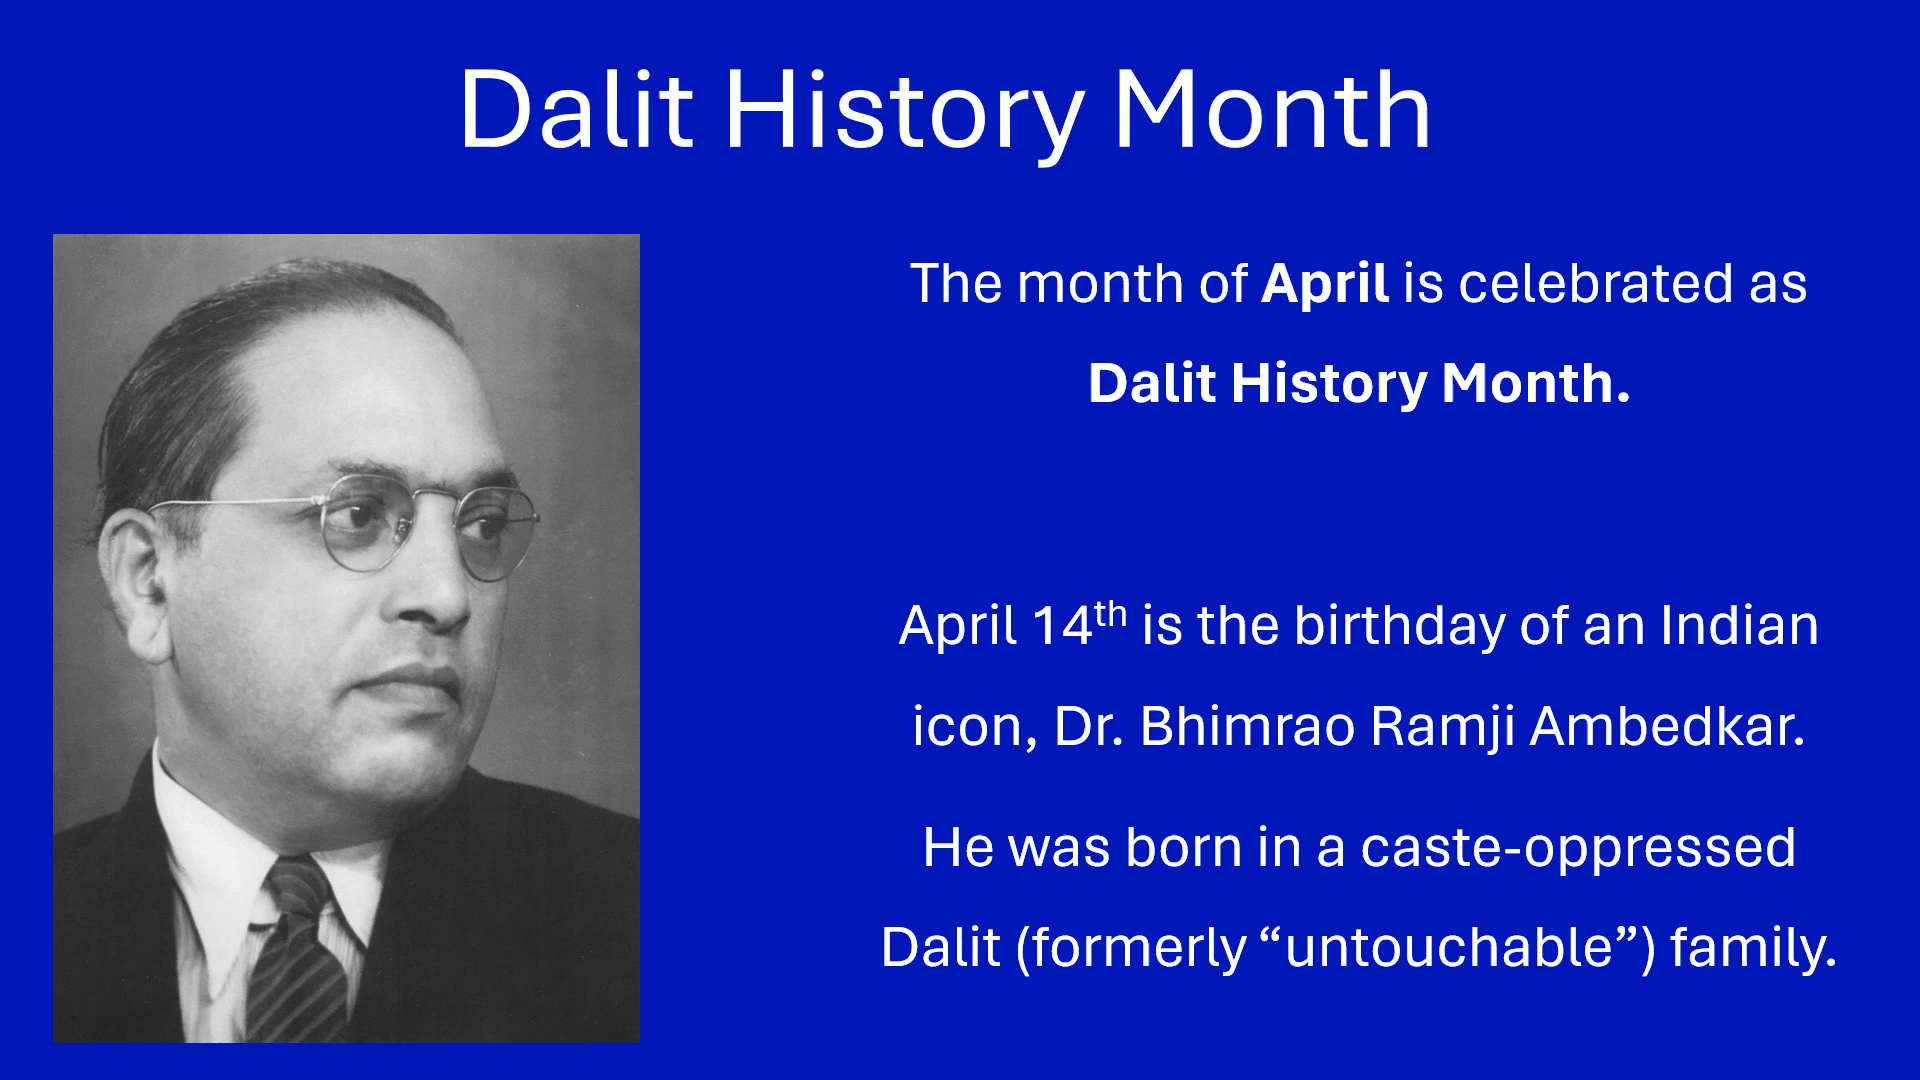 Dalit History Month
The month of April is celebrated as
Dalit History Month.
April 14th is the birthday of an Indian
icon, Dr. Bhimrao Ramji Ambedkar.
He was born in a caste-oppressed
Dalit (formerly “untouchable”) family.